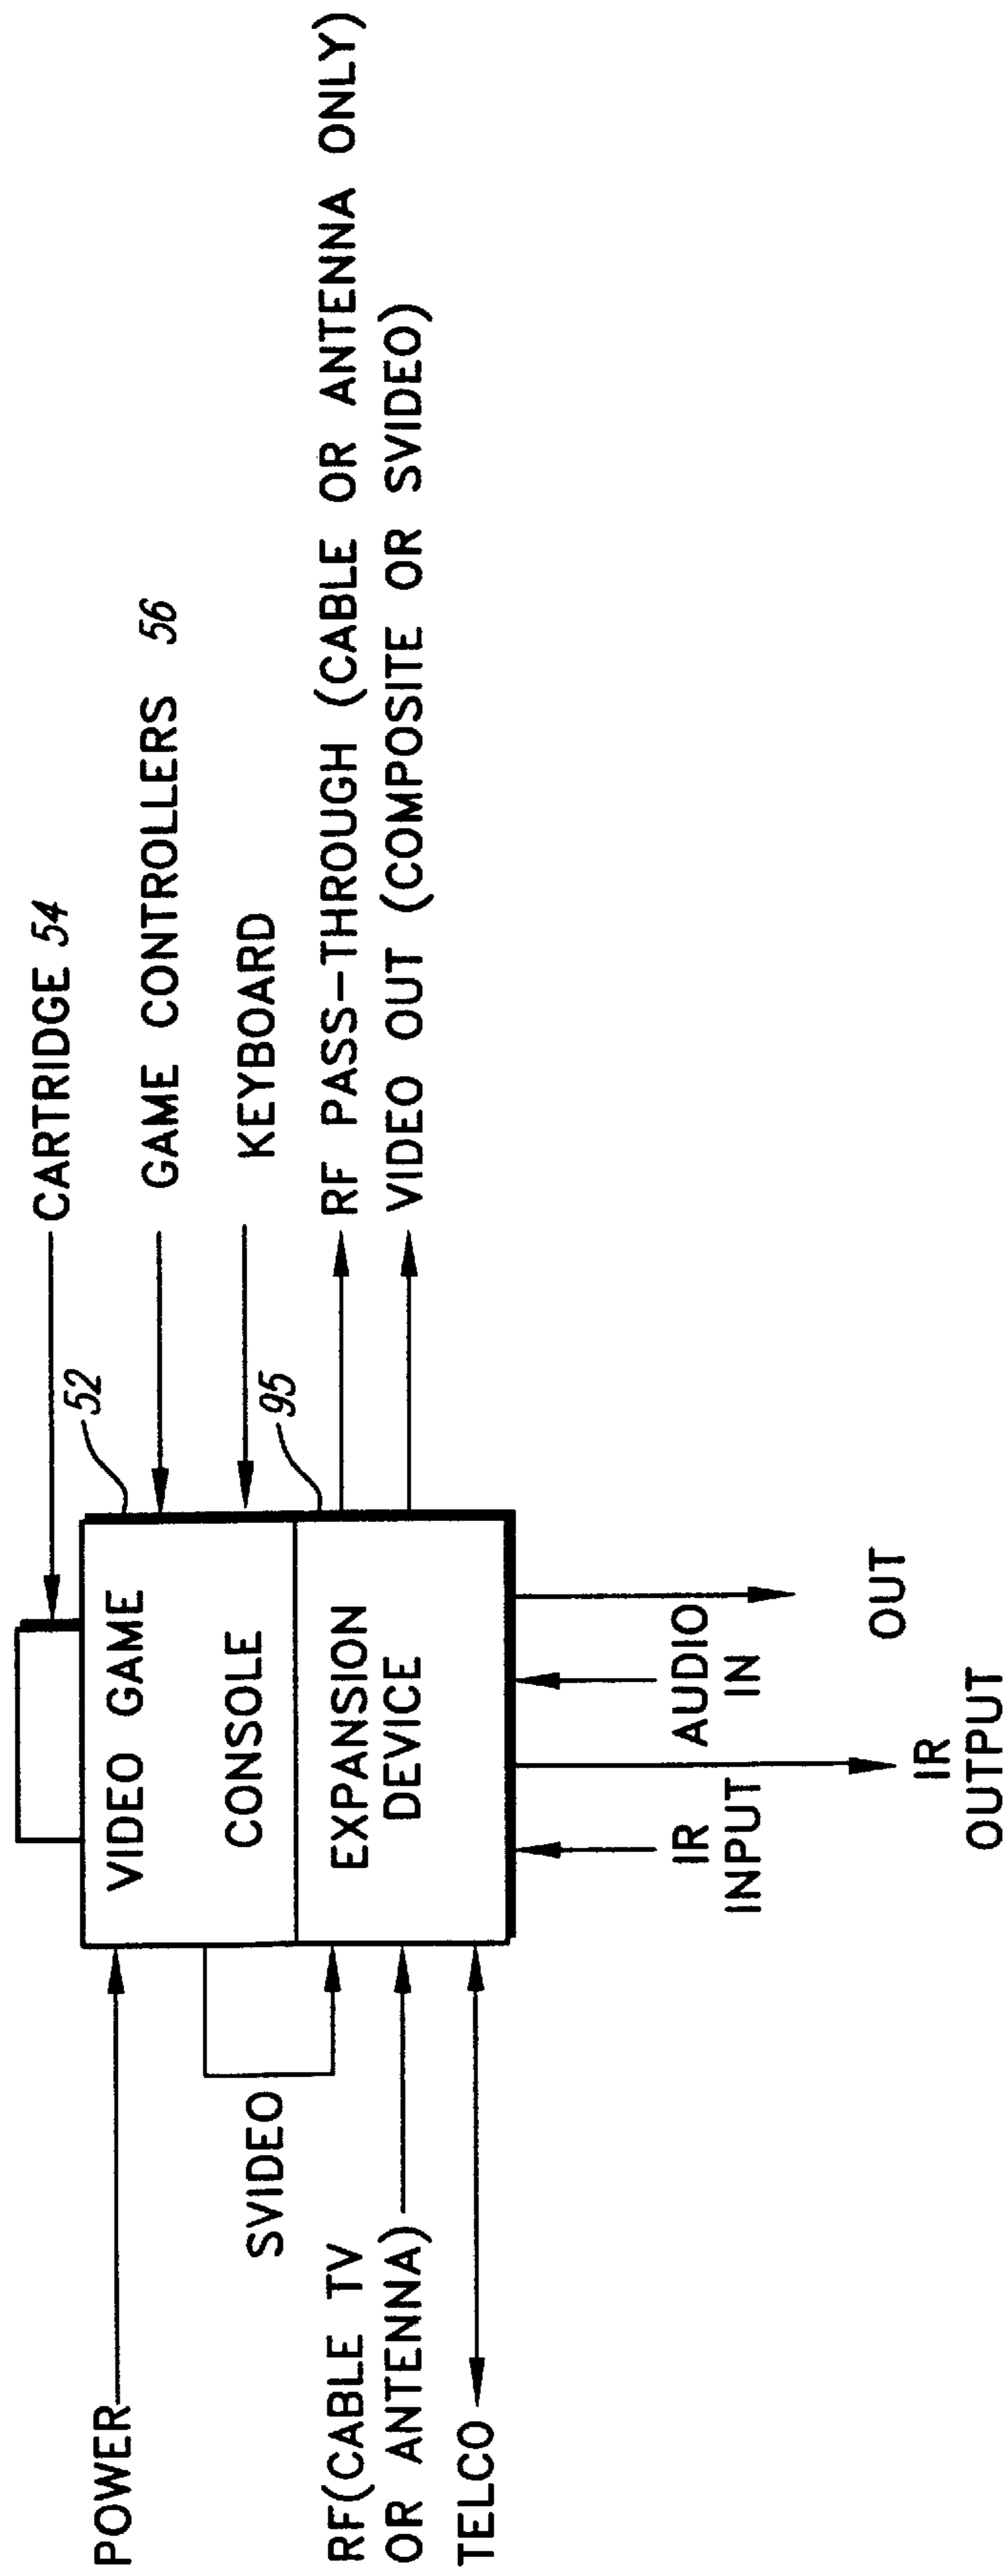 CARTRIDGE 54
52
POWER
VIDEO GAME
CONSOLE
GAME CONTROLLERS 56
KEYBOARD
SVIDEO
95
RF(CABLE TV
OR ANTENNA)
EXPANSION
DEVICE
RF PASS-THROUGH (CABLE OR ANTENNA ONLY)
VIDEO OUT (COMPOSITE OR SVIDEO)
TELCO
IR
INPUT
AUDIO
IN
OUT
IR
OUTPUT